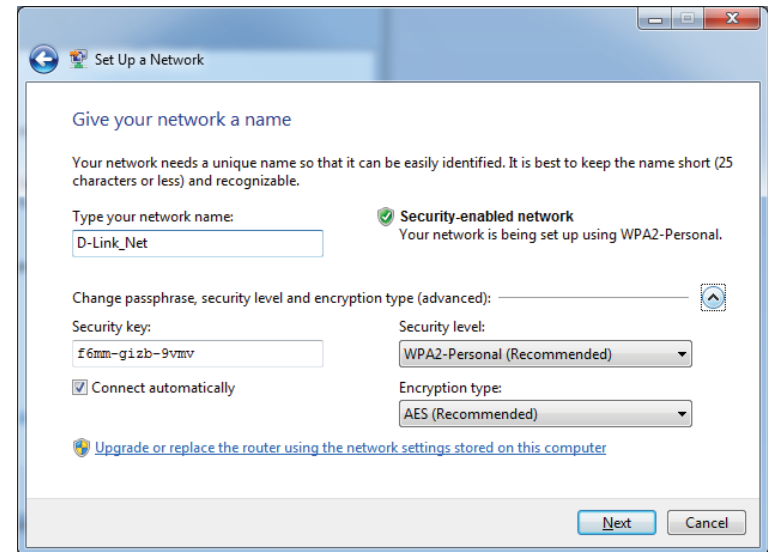 Set Up a Network
Give your network a name
Your network needs a unique name so that it can be easily identified. It is best to keep the name short (25
characters or less) and recognizable.
Type your network name:
D-Link_Net
Security-enabled network
Your network is being set up using WPA2-Personal.
Change passphrase, security level and encryption type (advanced):
Security key:
f6mm-gizb-9vmv
Security level:
WPA2-Personal (Recommended)
Connect automatically
Encryption type:
AES (Recommended)
Upgrade or replace the router using the network settings stored on this computer
Next
Cancel